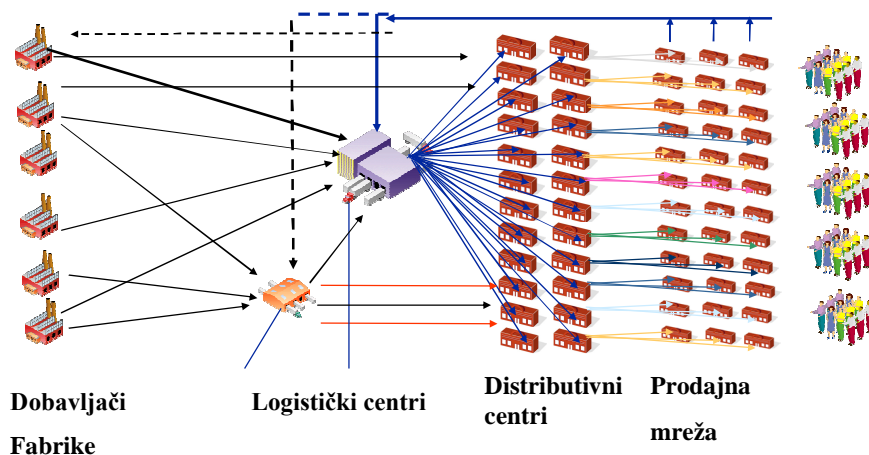 Dobavljači
Fabrike
Logistički centri
Distributivni
centri
Prodajna
mreža